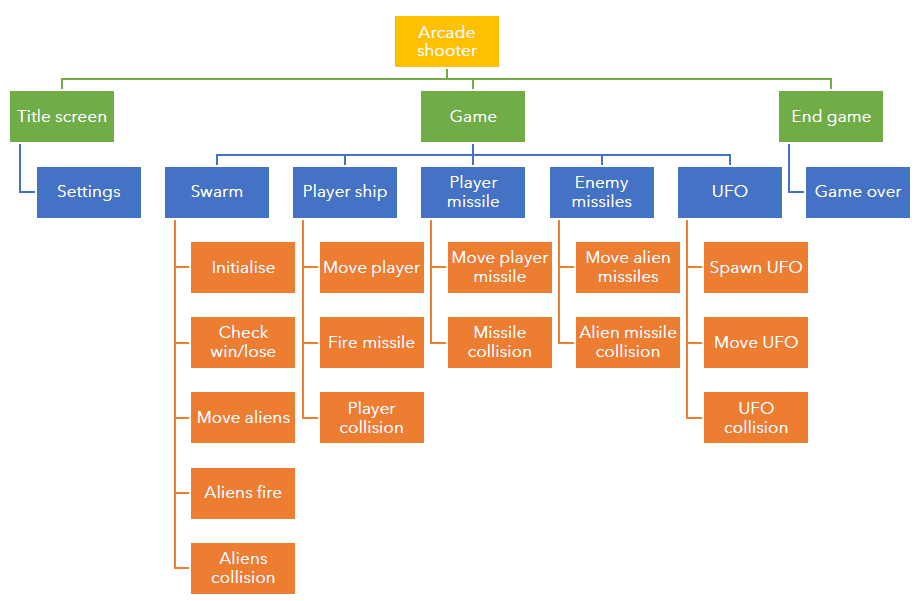 Arcade
shooter
Title screen
Game
End game
Settings
Swarm
Player ship
Player
missile
Enemy
missiles
UFO
Game over
Initialise
Move player
Move player
missile
Move alien
missiles
Spawn UFO
Check
win/lose
Fire missile
Missile
collision
Alien missile
collision
Move UFO
Move aliens
Player
collision
UFO
collision
Aliens fire
Aliens
collision